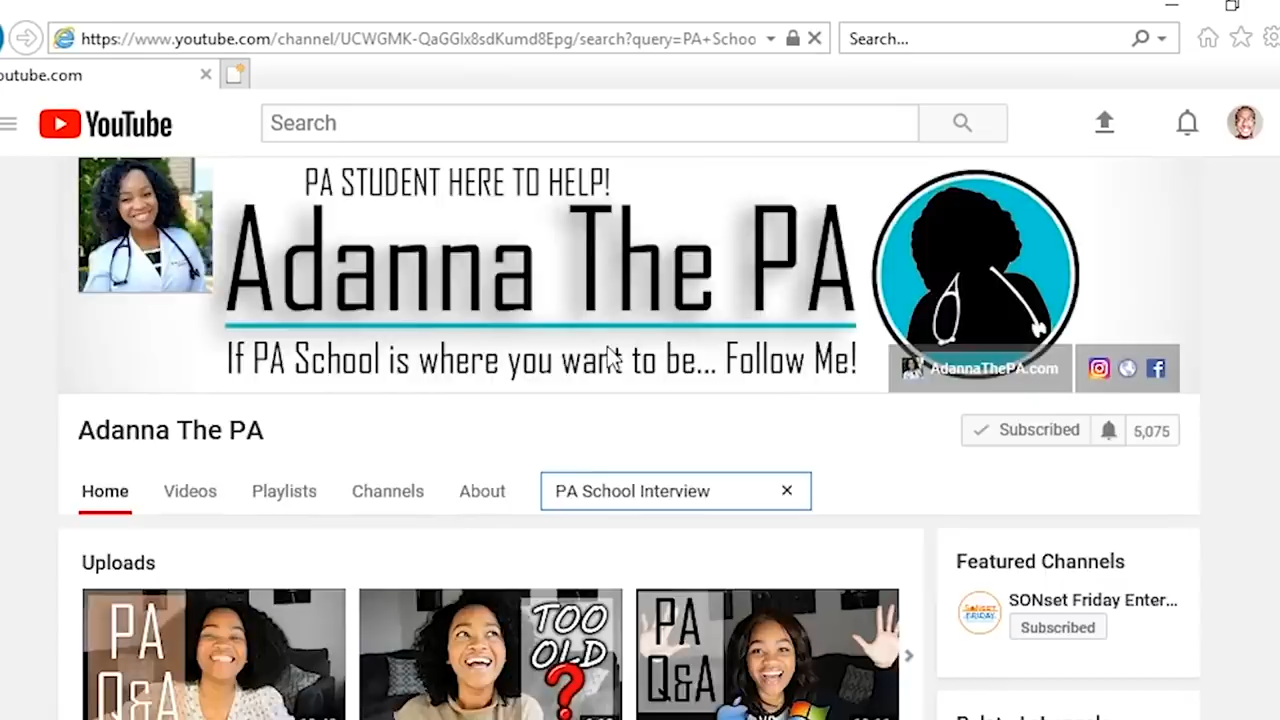 https://www.youtube.com/channel/UCWGMK-QaGGlx8sdKumd8Epg/search?query=PA+Schoo
Search...
outube.com
YouTube
Search
PA STUDENT HERE TO HELP!
Adanna The PA
If PA School is where you want to be... Follow Me!
AdannaThePA.com
Adanna The PA
Subscribed
5,075
Home
Videos
Playlists
Channels
About
PA School Interview
Uploads
Featured Channels
SONset Friday Enter...
Subscribed
PA
Q&A
TOO
OLD
?
PA
Q&A